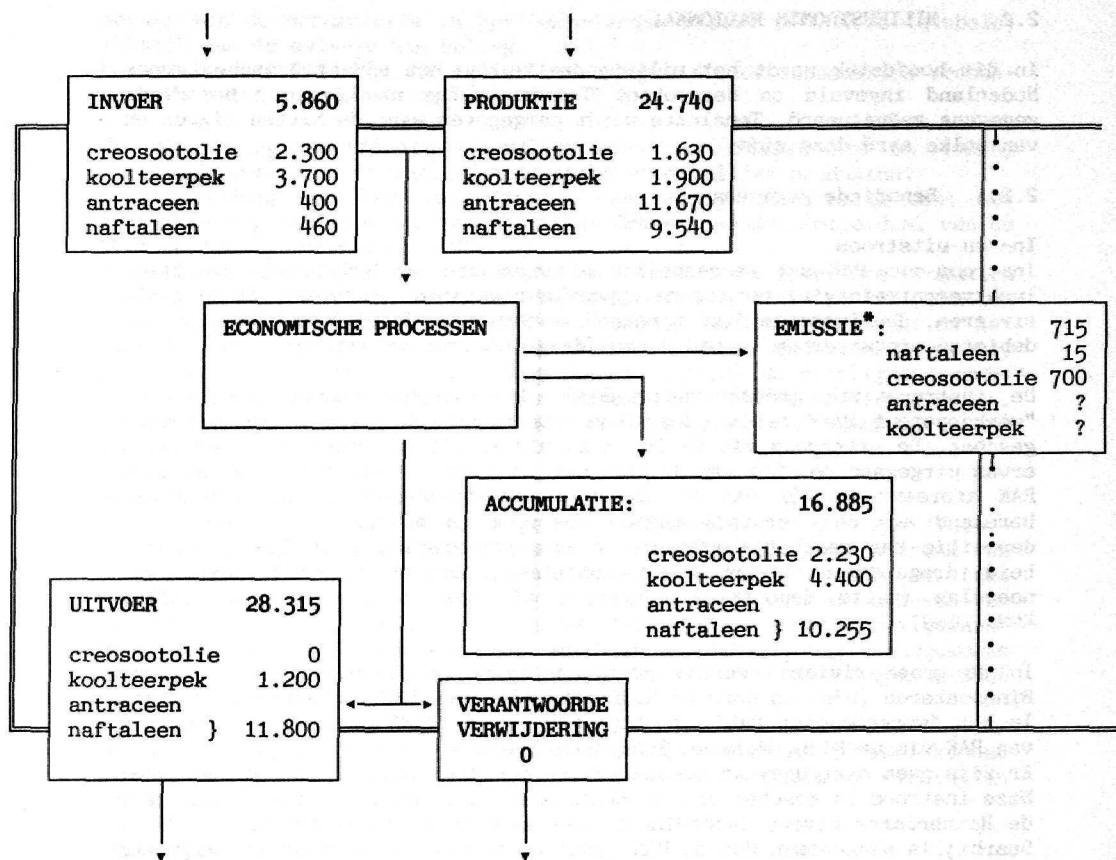 INVOER 5.860
creosootolie 2.300
koolteerpek 3.700
antraceen 400
naftaleen 460
PRODUKTIE 24.740
creosootolie 1.630
koolteerpek 1.900
antraceen 11.670
naftaleen 9.540
ECONOMISCHE PROCESSEN
EMISSIE*: 715
naftaleen 15
creosootolie 700
antraceen ?
koolteerpek ?
ACCUMULATIE: 16.885
creosootolie 2.230
koolteerpek 4.400
antraceen
naftaleen } 10.255
UITVOER 28.315
creosootolie 0
koolteerpek 1.200
antraceen
naftaleen } 11.800
VERANTWOORDE
VERWIJDERING
0